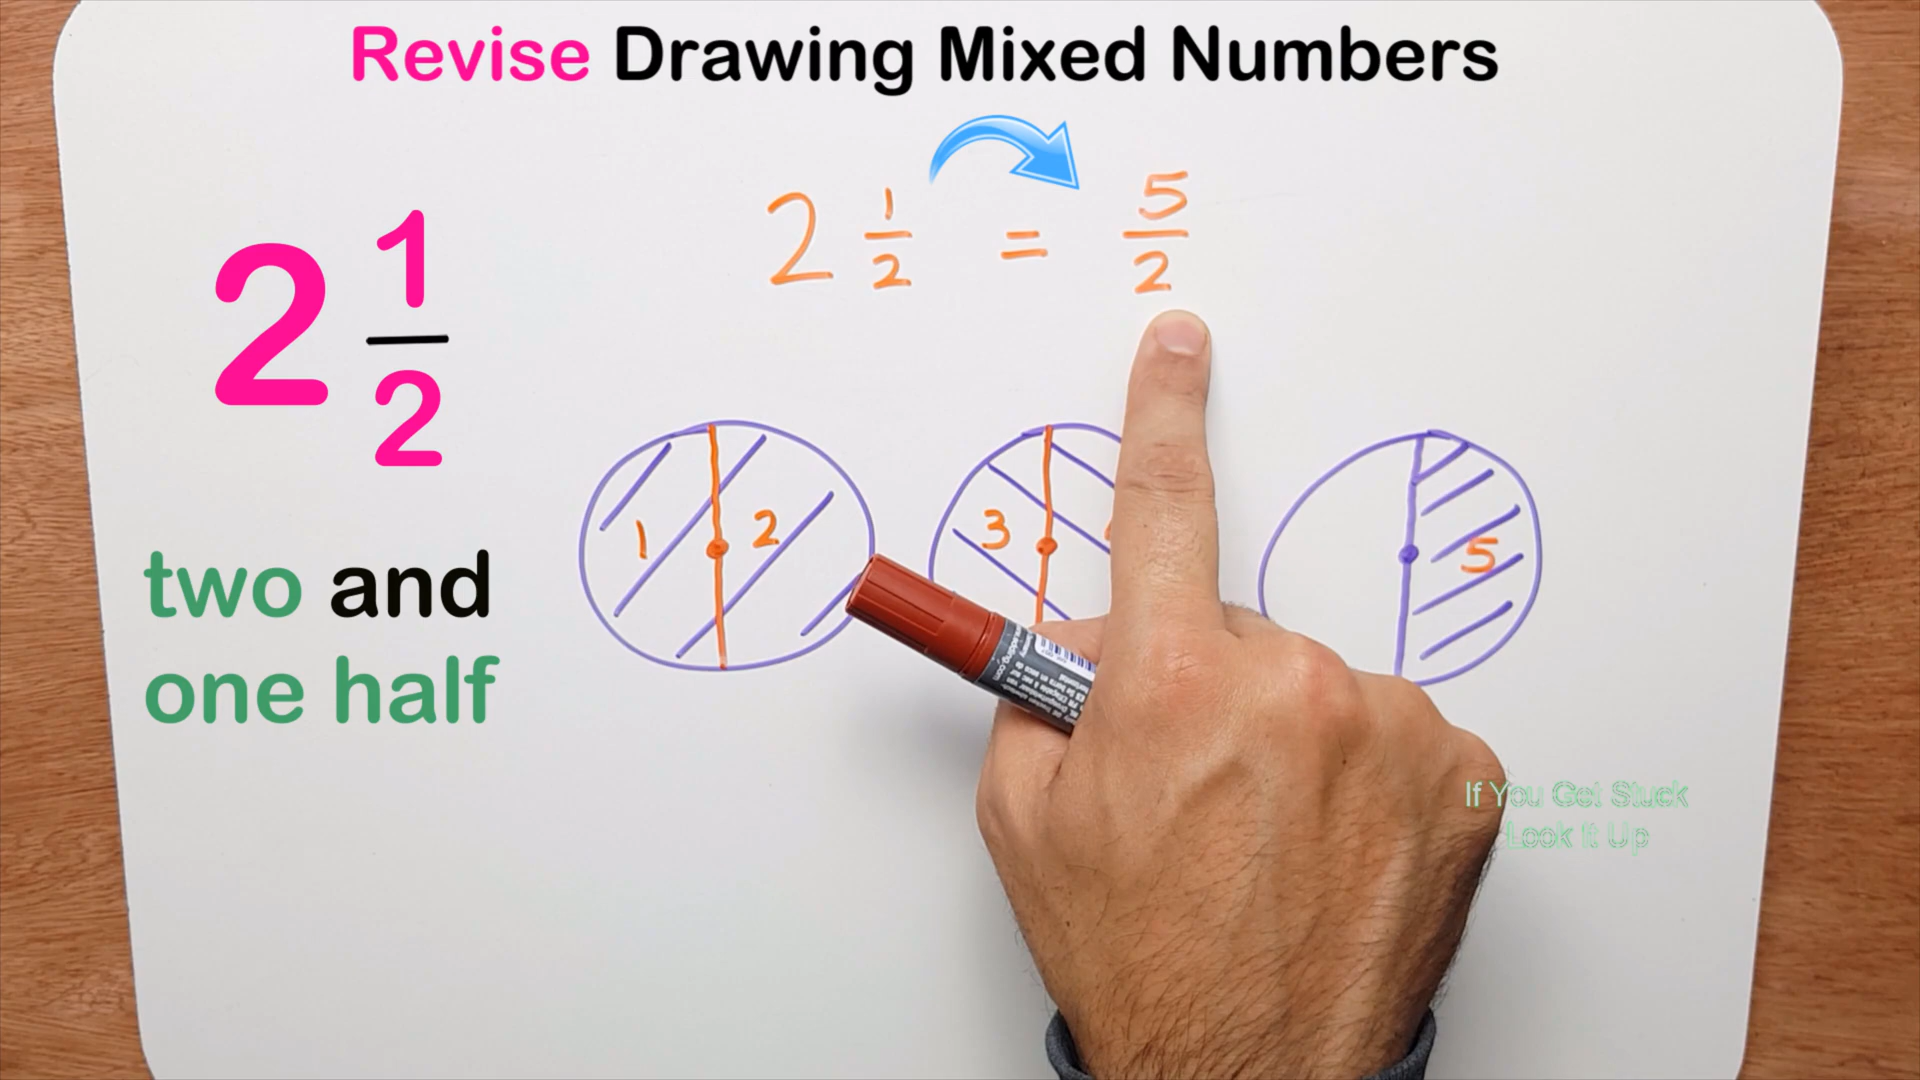 Revise Drawing Mixed Numbers
2 1/2 = 5/2
2 1/2
two and
one half
1 2 3 5
If You Get Stuck
Look It Up